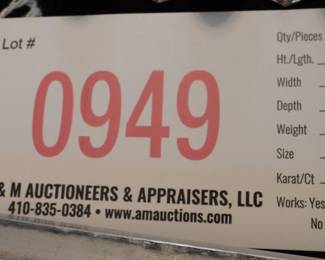 Lot #
0949
& M AUCTIONEERS & APPRAISERS, LLC
410-835-0384 • www.amauctions.com
Qty/Pieces
Ht./Lgth.
Width
Depth
Weight
Size
Karat/Ct
Works: Yes
No